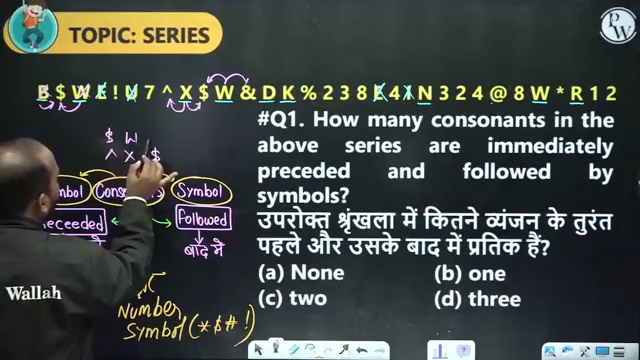 TOPIC: SERIES
B $ W E ! U 7 ^ X $ W & D K % 2 3 8 E 4 1 N 3 2 4 @ 8 W * R 1 2
$ W
^ X $
#Q1. How many consonants in the
above series are immediately
preceded and followed by
symbols?
Symbol
Followed
बाद में
उपरोक्त श्रृंखला में कितने व्यंजन के तुरंत
पहले और उसके बाद में प्रतिक हैं?
(a) None (b) one
(c) two (d) three
Number
Symbol (*$# !)
Wallah